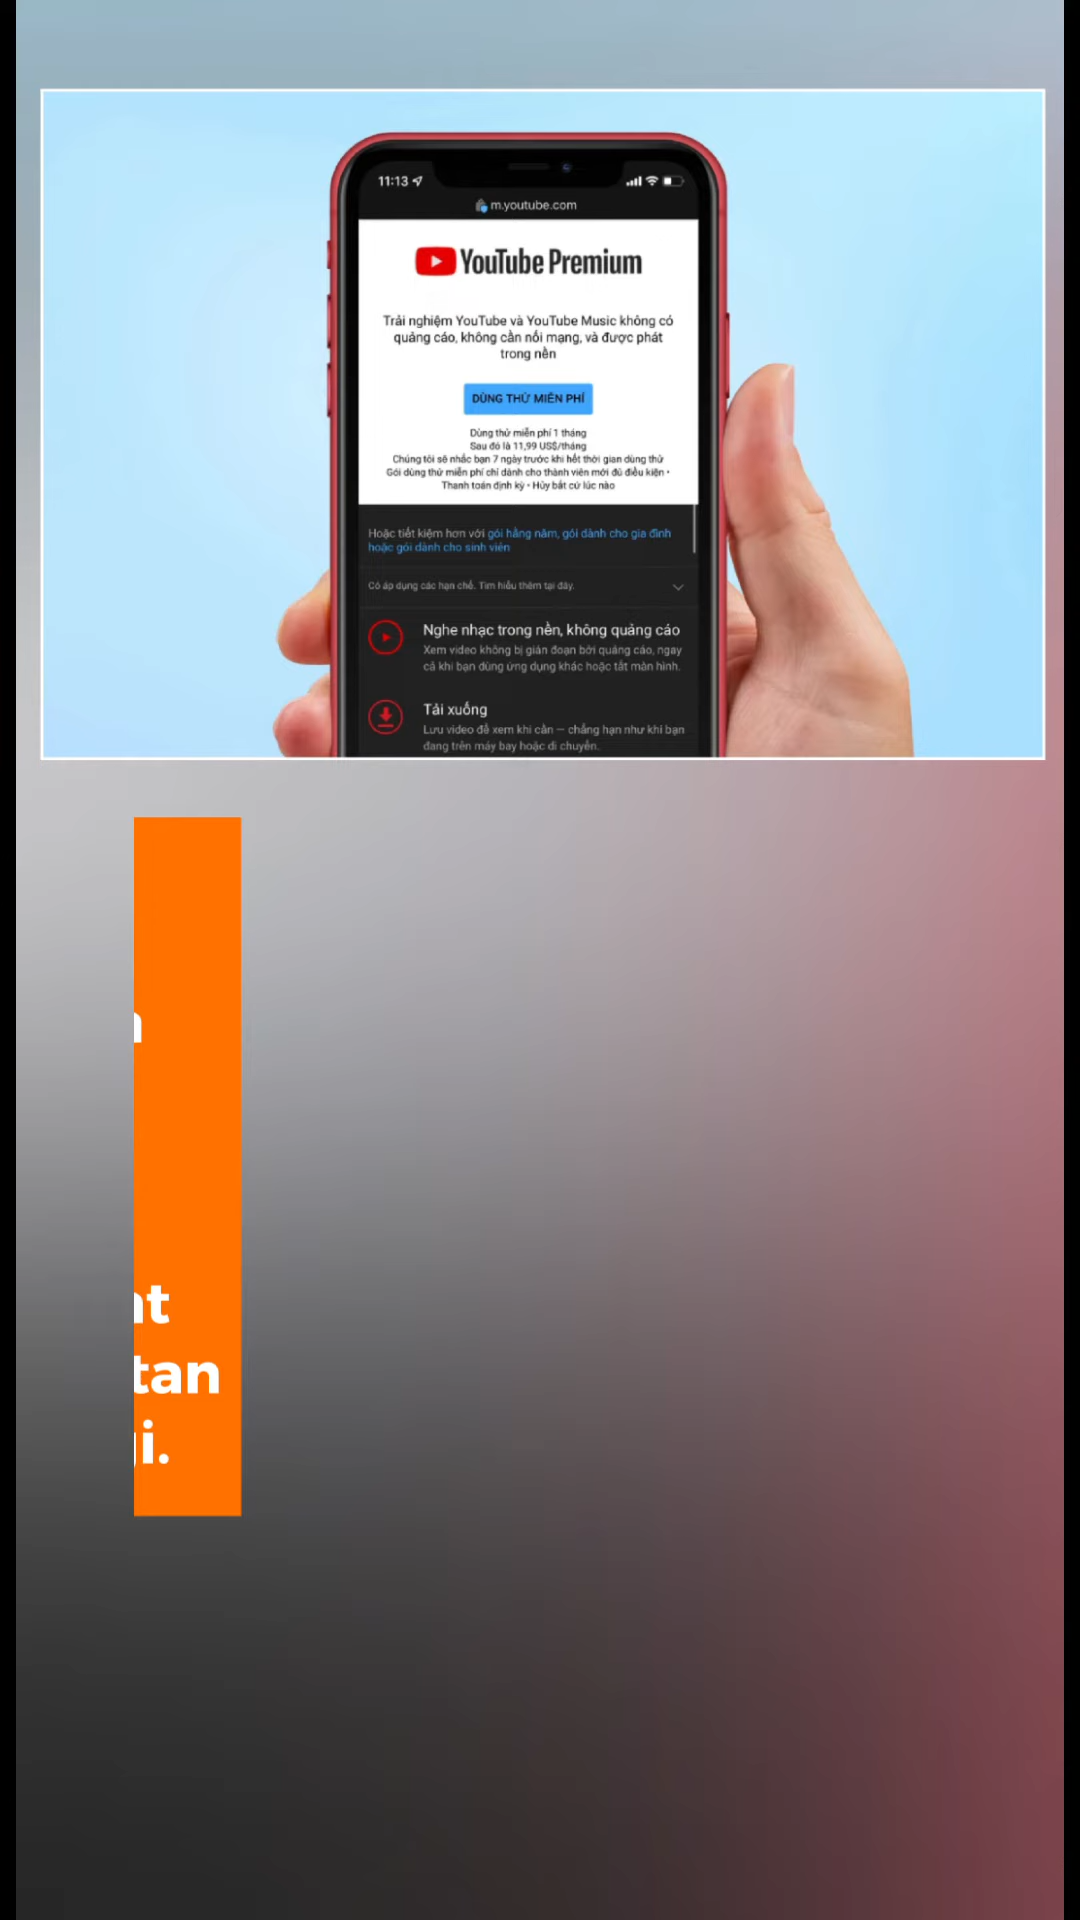 11:13
m.youtube.com
YouTube Premium
Trải nghiệm YouTube và YouTube Music không có
quảng cáo, không cần nối mạng, và được phát
trong nền
DÙNG THỬ MIỄN PHÍ
Dùng thử miễn phí 1 tháng
Sau đó là 11,99 US$/tháng
Chúng tôi sẽ nhắc bạn 7 ngày trước khi hết thời gian dùng thử
Gói dùng thử miễn phí chỉ dành cho thành viên mới đủ điều kiện •
Thanh toán định kỳ • Hủy bất cứ lúc nào
Hoặc tiết kiệm hơn với gói hằng năm, gói dành cho gia đình
hoặc gói dành cho sinh viên
Có áp dụng các hạn chế. Tìm hiểu thêm tại đây.
Nghe nhạc trong nền, không quảng cáo
Xem video không bị gián đoạn bởi quảng cáo, ngay
cả khi bạn dùng ứng dụng khác hoặc tắt màn hình.
Tải xuống
Lưu video để xem khi cần — chẳng hạn như khi bạn
đang trên máy bay hoặc di chuyển.
tan